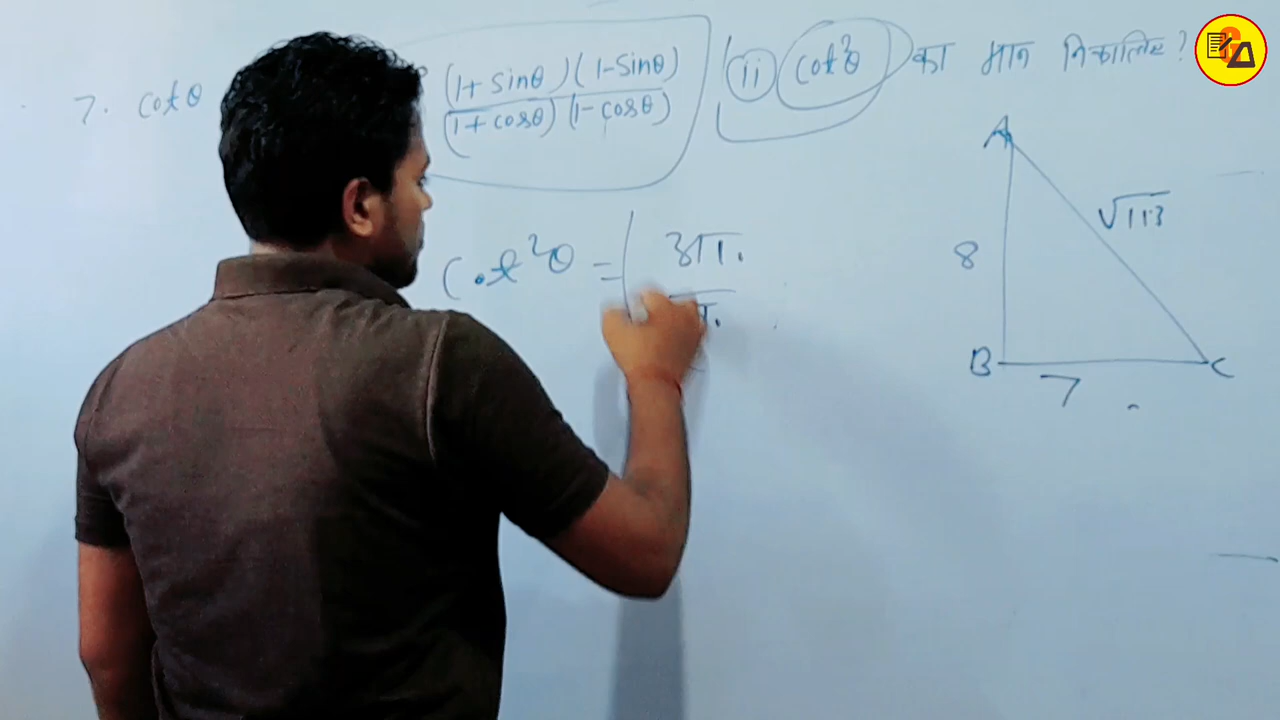 7. cotθ (1+sinθ)(1-sinθ) (ii) cot²θ का मान निकालिए ?
(1+cosθ)(1-cosθ)
A
√113
cot²θ =
8
B C
7